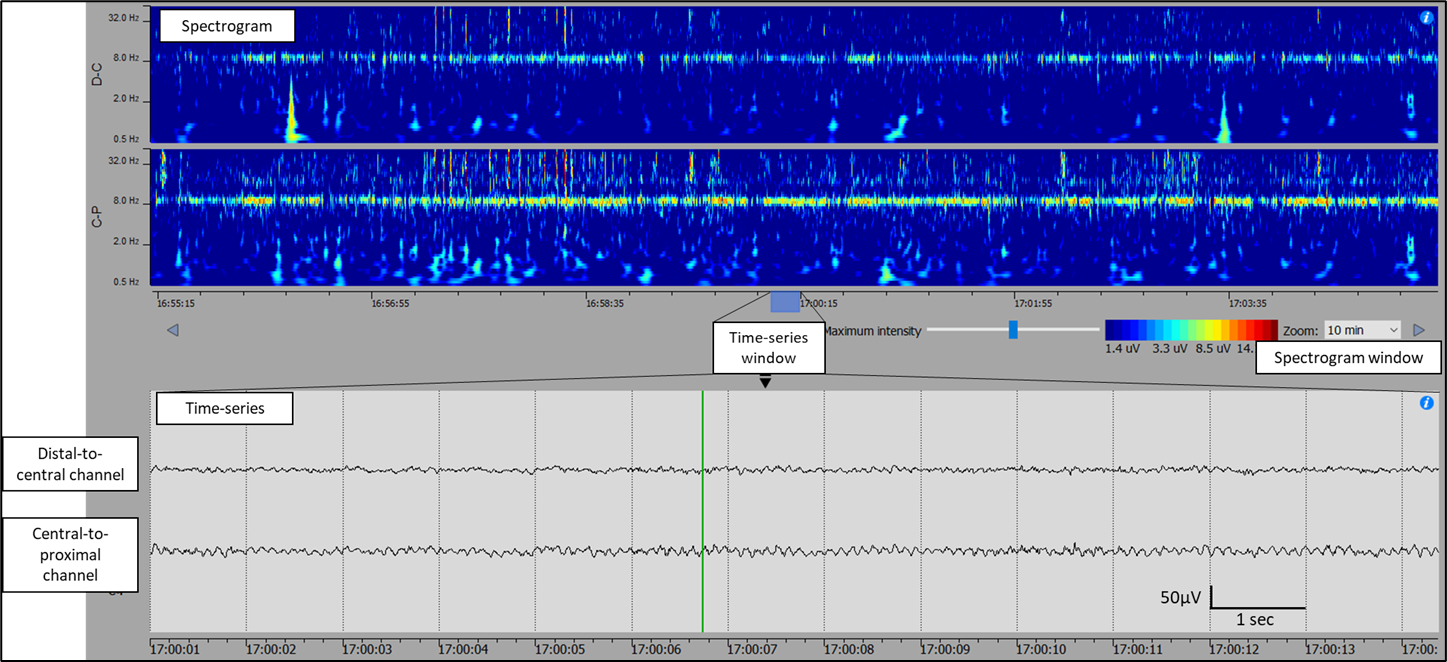 Spectrogram
i
32.0 Hz
8.0 Hz
2.0 Hz
0.5 Hz
D-C
32.0 Hz
8.0 Hz
2.0 Hz
0.5 Hz
C-P
16:55:15 16:56:55 16:58:35 17:00:15 17:01:55 17:03:35
Time-series
window
Maximum intensity
1.4 uV 3.3 uV 8.5 uV 14.
Zoom: 10 min
Spectrogram window
Time-series
i
Distal-to-
central channel
Central-to-
proximal
channel
50µV
1 sec
17:00:01 17:00:02 17:00:03 17:00:04 17:00:05 17:00:06 17:00:07 17:00:08 17:00:09 17:00:10 17:00:11 17:00:12 17:00:13 17:00: